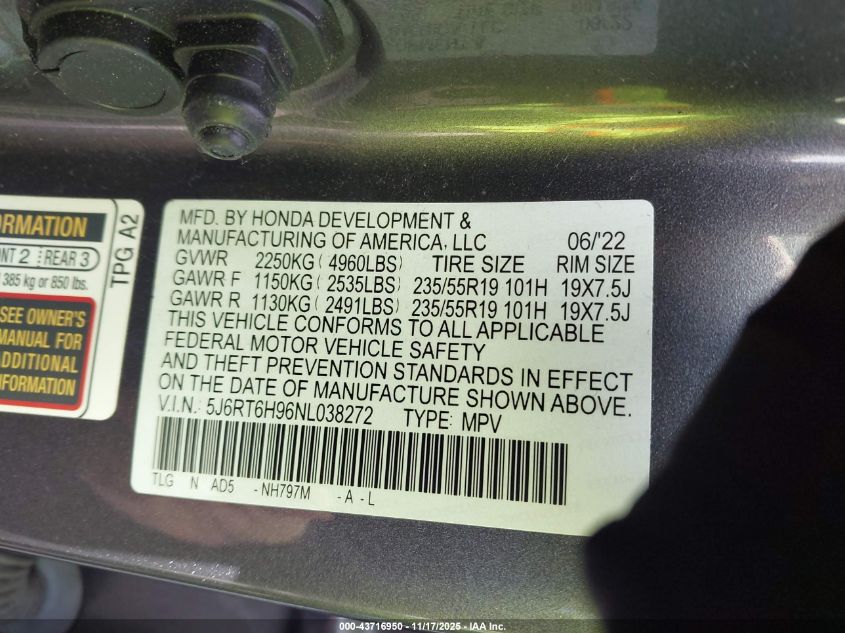 MFD. BY HONDA DEVELOPMENT &
MANUFACTURING OF AMERICA, LLC 06/'22
GVWR 2250KG ( 4960LBS) TIRE SIZE RIM SIZE
GAWR F 1150KG ( 2535LBS) 235/55R19 101H 19X7.5J
GAWR R 1130KG ( 2491LBS) 235/55R19 101H 19X7.5J
THIS VEHICLE CONFORMS TO ALL APPLICABLE
FEDERAL MOTOR VEHICLE SAFETY
AND THEFT PREVENTION STANDARDS IN EFFECT
ON THE DATE OF MANUFACTURE SHOWN ABOVE.
V.I.N.: 5J6RT6H96NL038272 TYPE: MPV
TLG N AD5 -NH797M -A-L
ORMATION
ONT 2 REAR 3
385 kg or 850 lbs.
SEE OWNER'S
MANUAL FOR
ADDITIONAL
INFORMATION
TPG A2
000-43716950 - 11/17/2025 - IAA Inc.